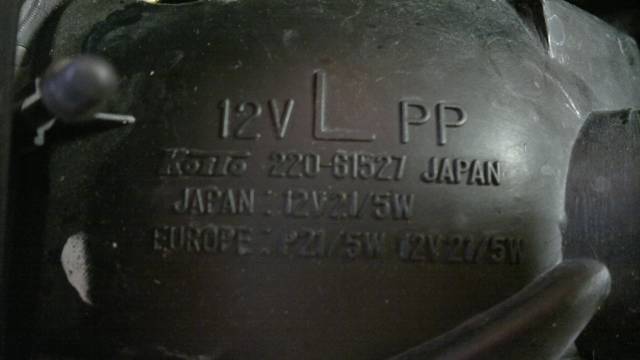 12V L PP
KOITO 220-61527 JAPAN
JAPAN : 12V21/5W
EUROPE : P21/5W 12V21/5W